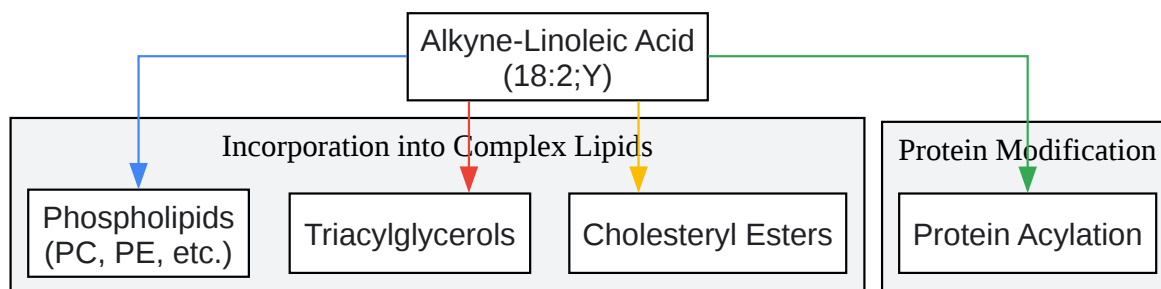 Alkyne-Linoleic Acid
(18:2;Y)
Incorporation into Complex Lipids
Protein Modification
Phospholipids
(PC, PE, etc.)
Triacylglycerols
Cholesteryl Esters
Protein Acylation